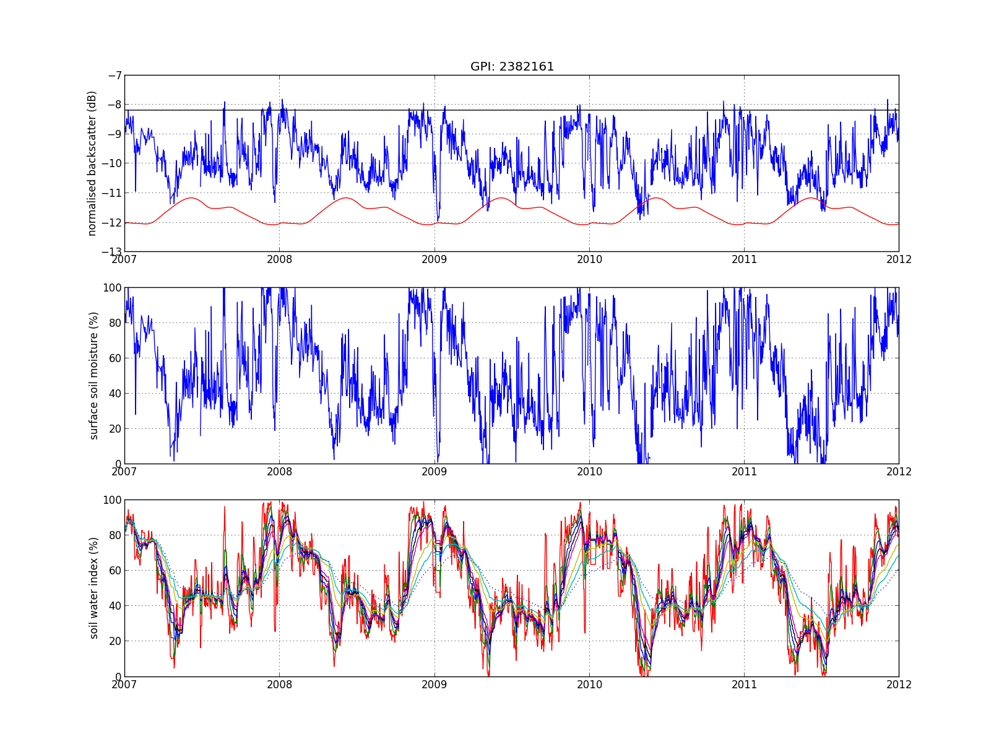 GPI: 2382161
normalised backscatter (dB)
−7
−8
−9
−10
−11
−12
−13
2007 2008 2009 2010 2011 2012
surface soil moisture (%)
100
80
60
40
20
0
2007 2008 2009 2010 2011 2012
soil water index (%)
100
80
60
40
20
0
2007 2008 2009 2010 2011 2012